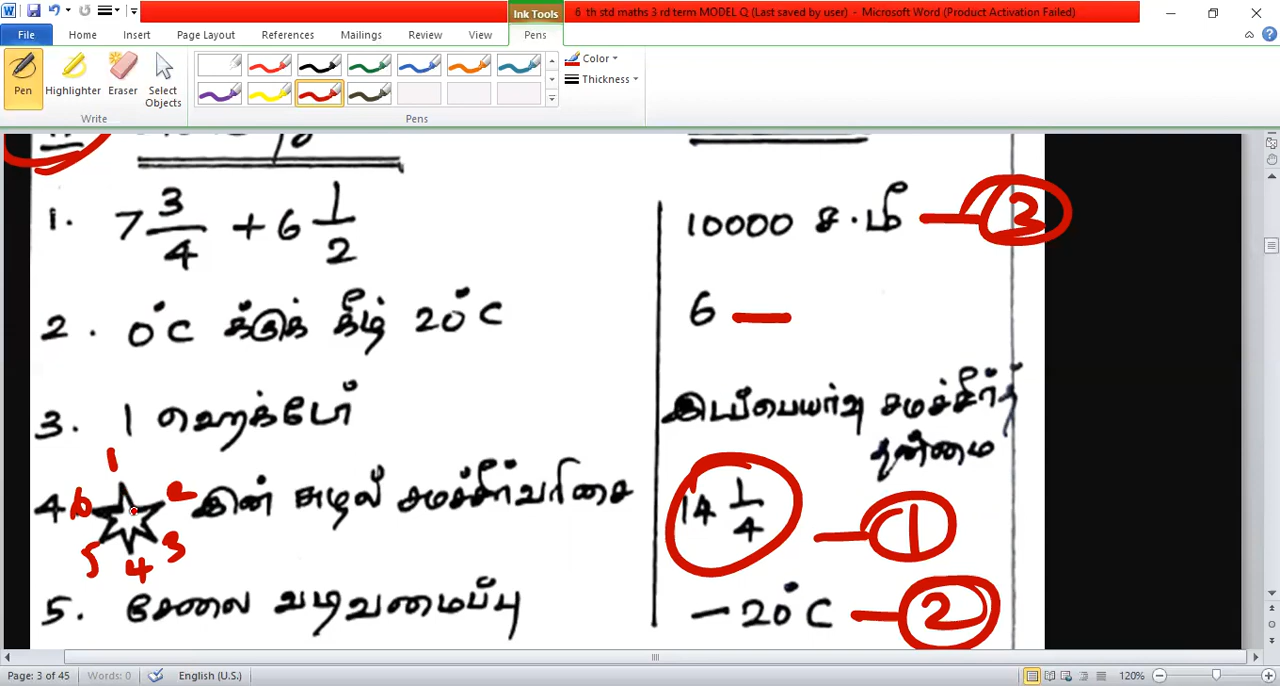 6 th std maths 3 rd term MODEL Q (Last saved by user) - Microsoft Word (Product Activation Failed)
Ink Tools
File Home Insert Page Layout References Mailings Review View Pens
Pen Highlighter Eraser Select Objects
Color
Thickness
Write Pens
1. 7 3/4 + 6 1/2
10000 ச.மீ — 3
2. 0°C க்குக் கீழ் 20°C
6 —
3. 1 ஹெக்டேர்
இடப்பெயர்வு சமச்சீர்த்
தன்மை
4 1 2 3 4 5 6 இன் சுழல் சமச்சீர் வரிசை
14 1/4 — 1
5. சேலை வடிவமைப்பு
-20°C — 2
Page: 3 of 45 Words: 0 English (U.S.) 120%